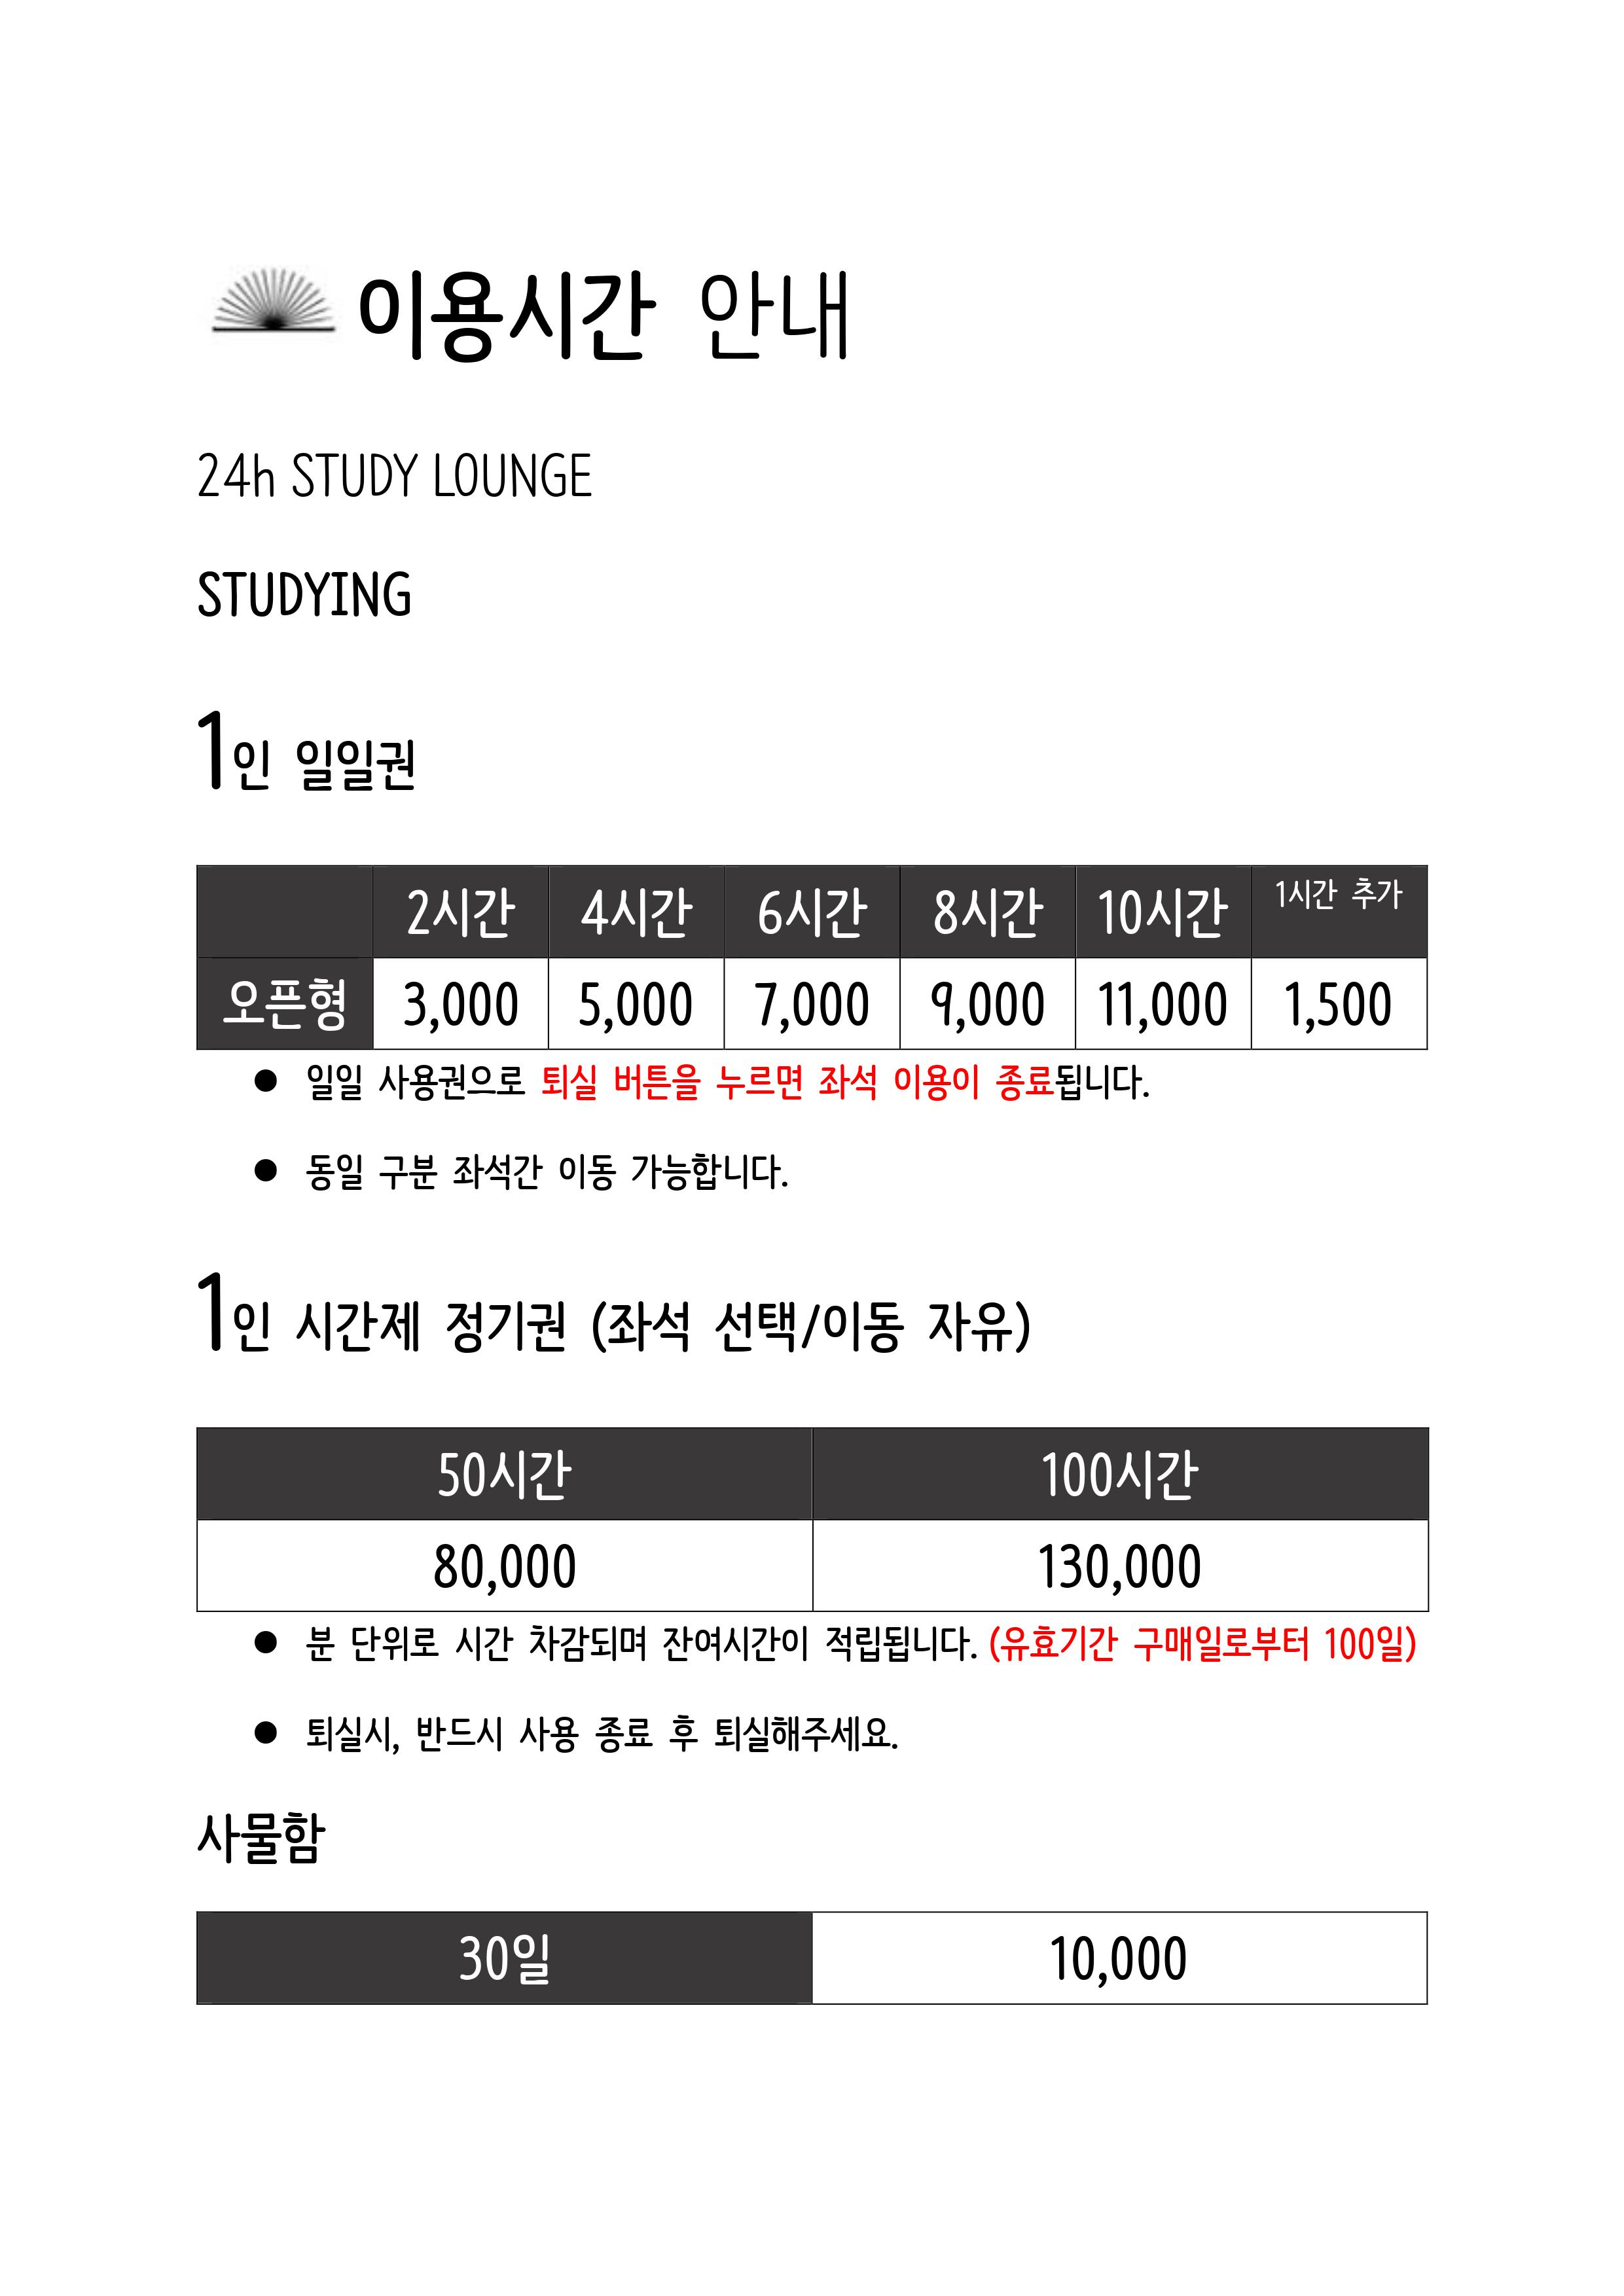 이용시간 안내
24h STUDY LOUNGE
STUDYING
1인 일일권
2시간 4시간 6시간 8시간 10시간 1시간 추가
오픈형 3,000 5,000 7,000 9,000 11,000 1,500
● 일일 사용권으로 퇴실 버튼을 누르면 좌석 이용이 종료됩니다.
● 동일 구분 좌석간 이동 가능합니다.
1인 시간제 정기권 (좌석 선택/이동 자유)
50시간 100시간
80,000 130,000
● 분 단위로 시간 차감되며 잔여시간이 적립됩니다. (유효기간 구매일로부터 100일)
● 퇴실시, 반드시 사용 종료 후 퇴실해주세요.
사물함
30일 10,000